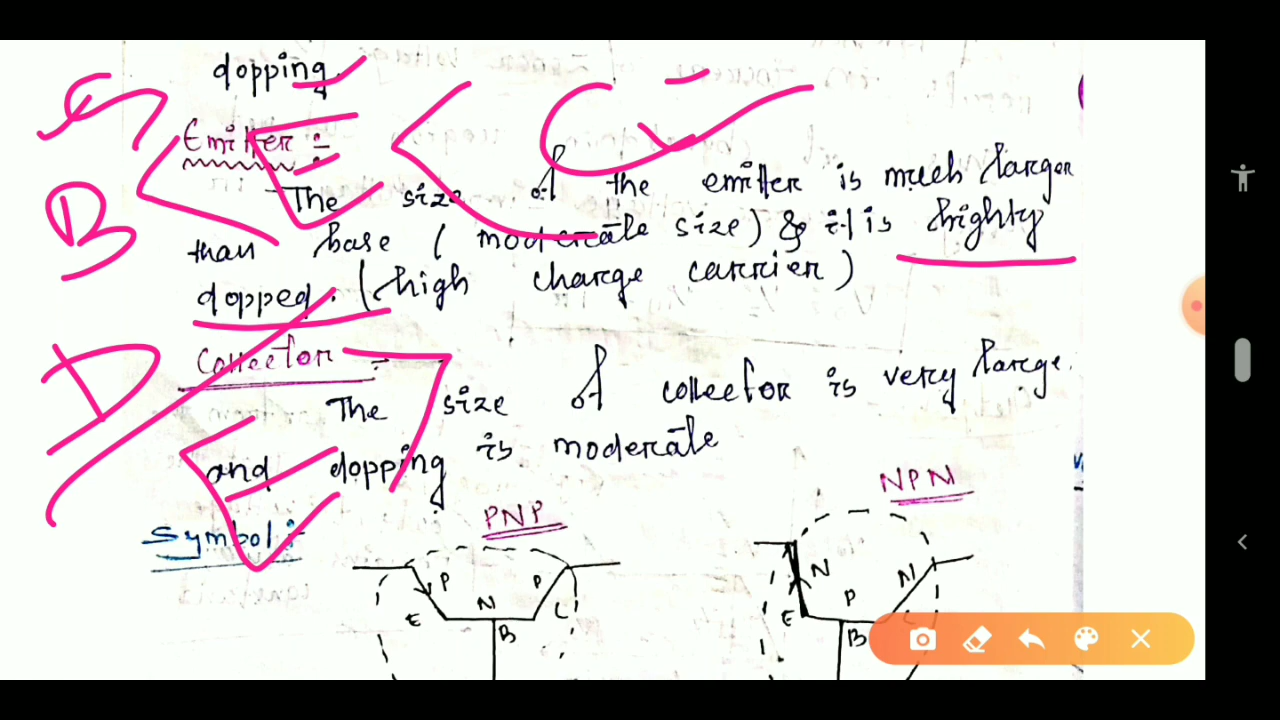 dopping
Emitter :-
The size of the emitter is much larger
than base ( moderate size) & it is highly
dopped. (high charge carrier)
Collector :-
The size of collector is very large.
and dopping is moderate
Symbol :-
PNP
NPN
P N P
E B C
N P N
E B C
B
D
S
E < C